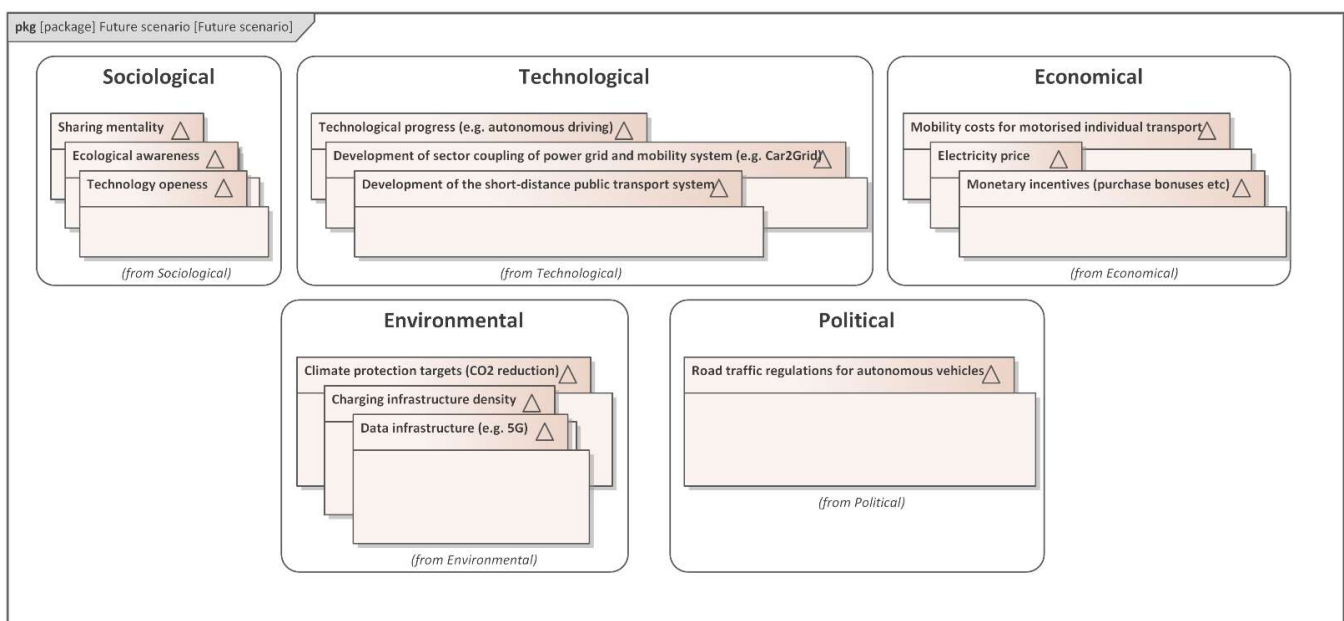 pkg [package] Future scenario [Future scenario]
Sociological
Sharing mentality
Ecological awareness
Technology openess
(from Sociological)
Technological
Technological progress (e.g. autonomous driving)
Development of sector coupling of power grid and mobility system (e.g. Car2Grid)
Development of the short-distance public transport system
(from Technological)
Economical
Mobility costs for motorised individual transport
Electricity price
Monetary incentives (purchase bonuses etc)
(from Economical)
Environmental
Climate protection targets (CO2 reduction)
Charging infrastructure density
Data infrastructure (e.g. 5G)
(from Environmental)
Political
Road traffic regulations for autonomous vehicles
(from Political)